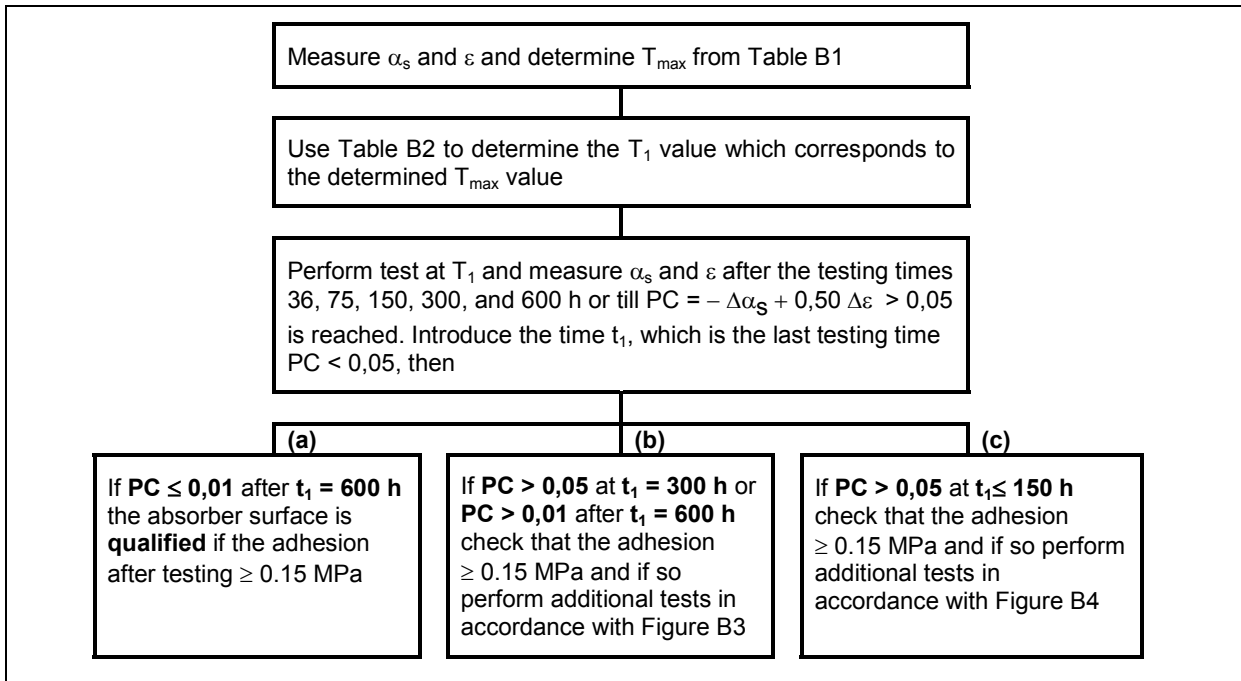 Measure αs and ε and determine Tmax from Table B1
Use Table B2 to determine the T1 value which corresponds to
the determined Tmax value
Perform test at T1 and measure αs and ε after the testing times
36, 75, 150, 300, and 600 h or till PC = − ΔαS + 0,50 Δε > 0,05
is reached. Introduce the time t1, which is the last testing time
PC < 0,05, then
(a)
If PC ≤ 0,01 after t1 = 600 h
the absorber surface is
qualified if the adhesion
after testing ≥ 0.15 MPa
(b)
If PC > 0,05 at t1 = 300 h or
PC > 0,01 after t1 = 600 h
check that the adhesion
≥ 0.15 MPa and if so
perform additional tests in
accordance with Figure B3
(c)
If PC > 0,05 at t1≤ 150 h
check that the adhesion
≥ 0.15 MPa and if so perform
additional tests in
accordance with Figure B4